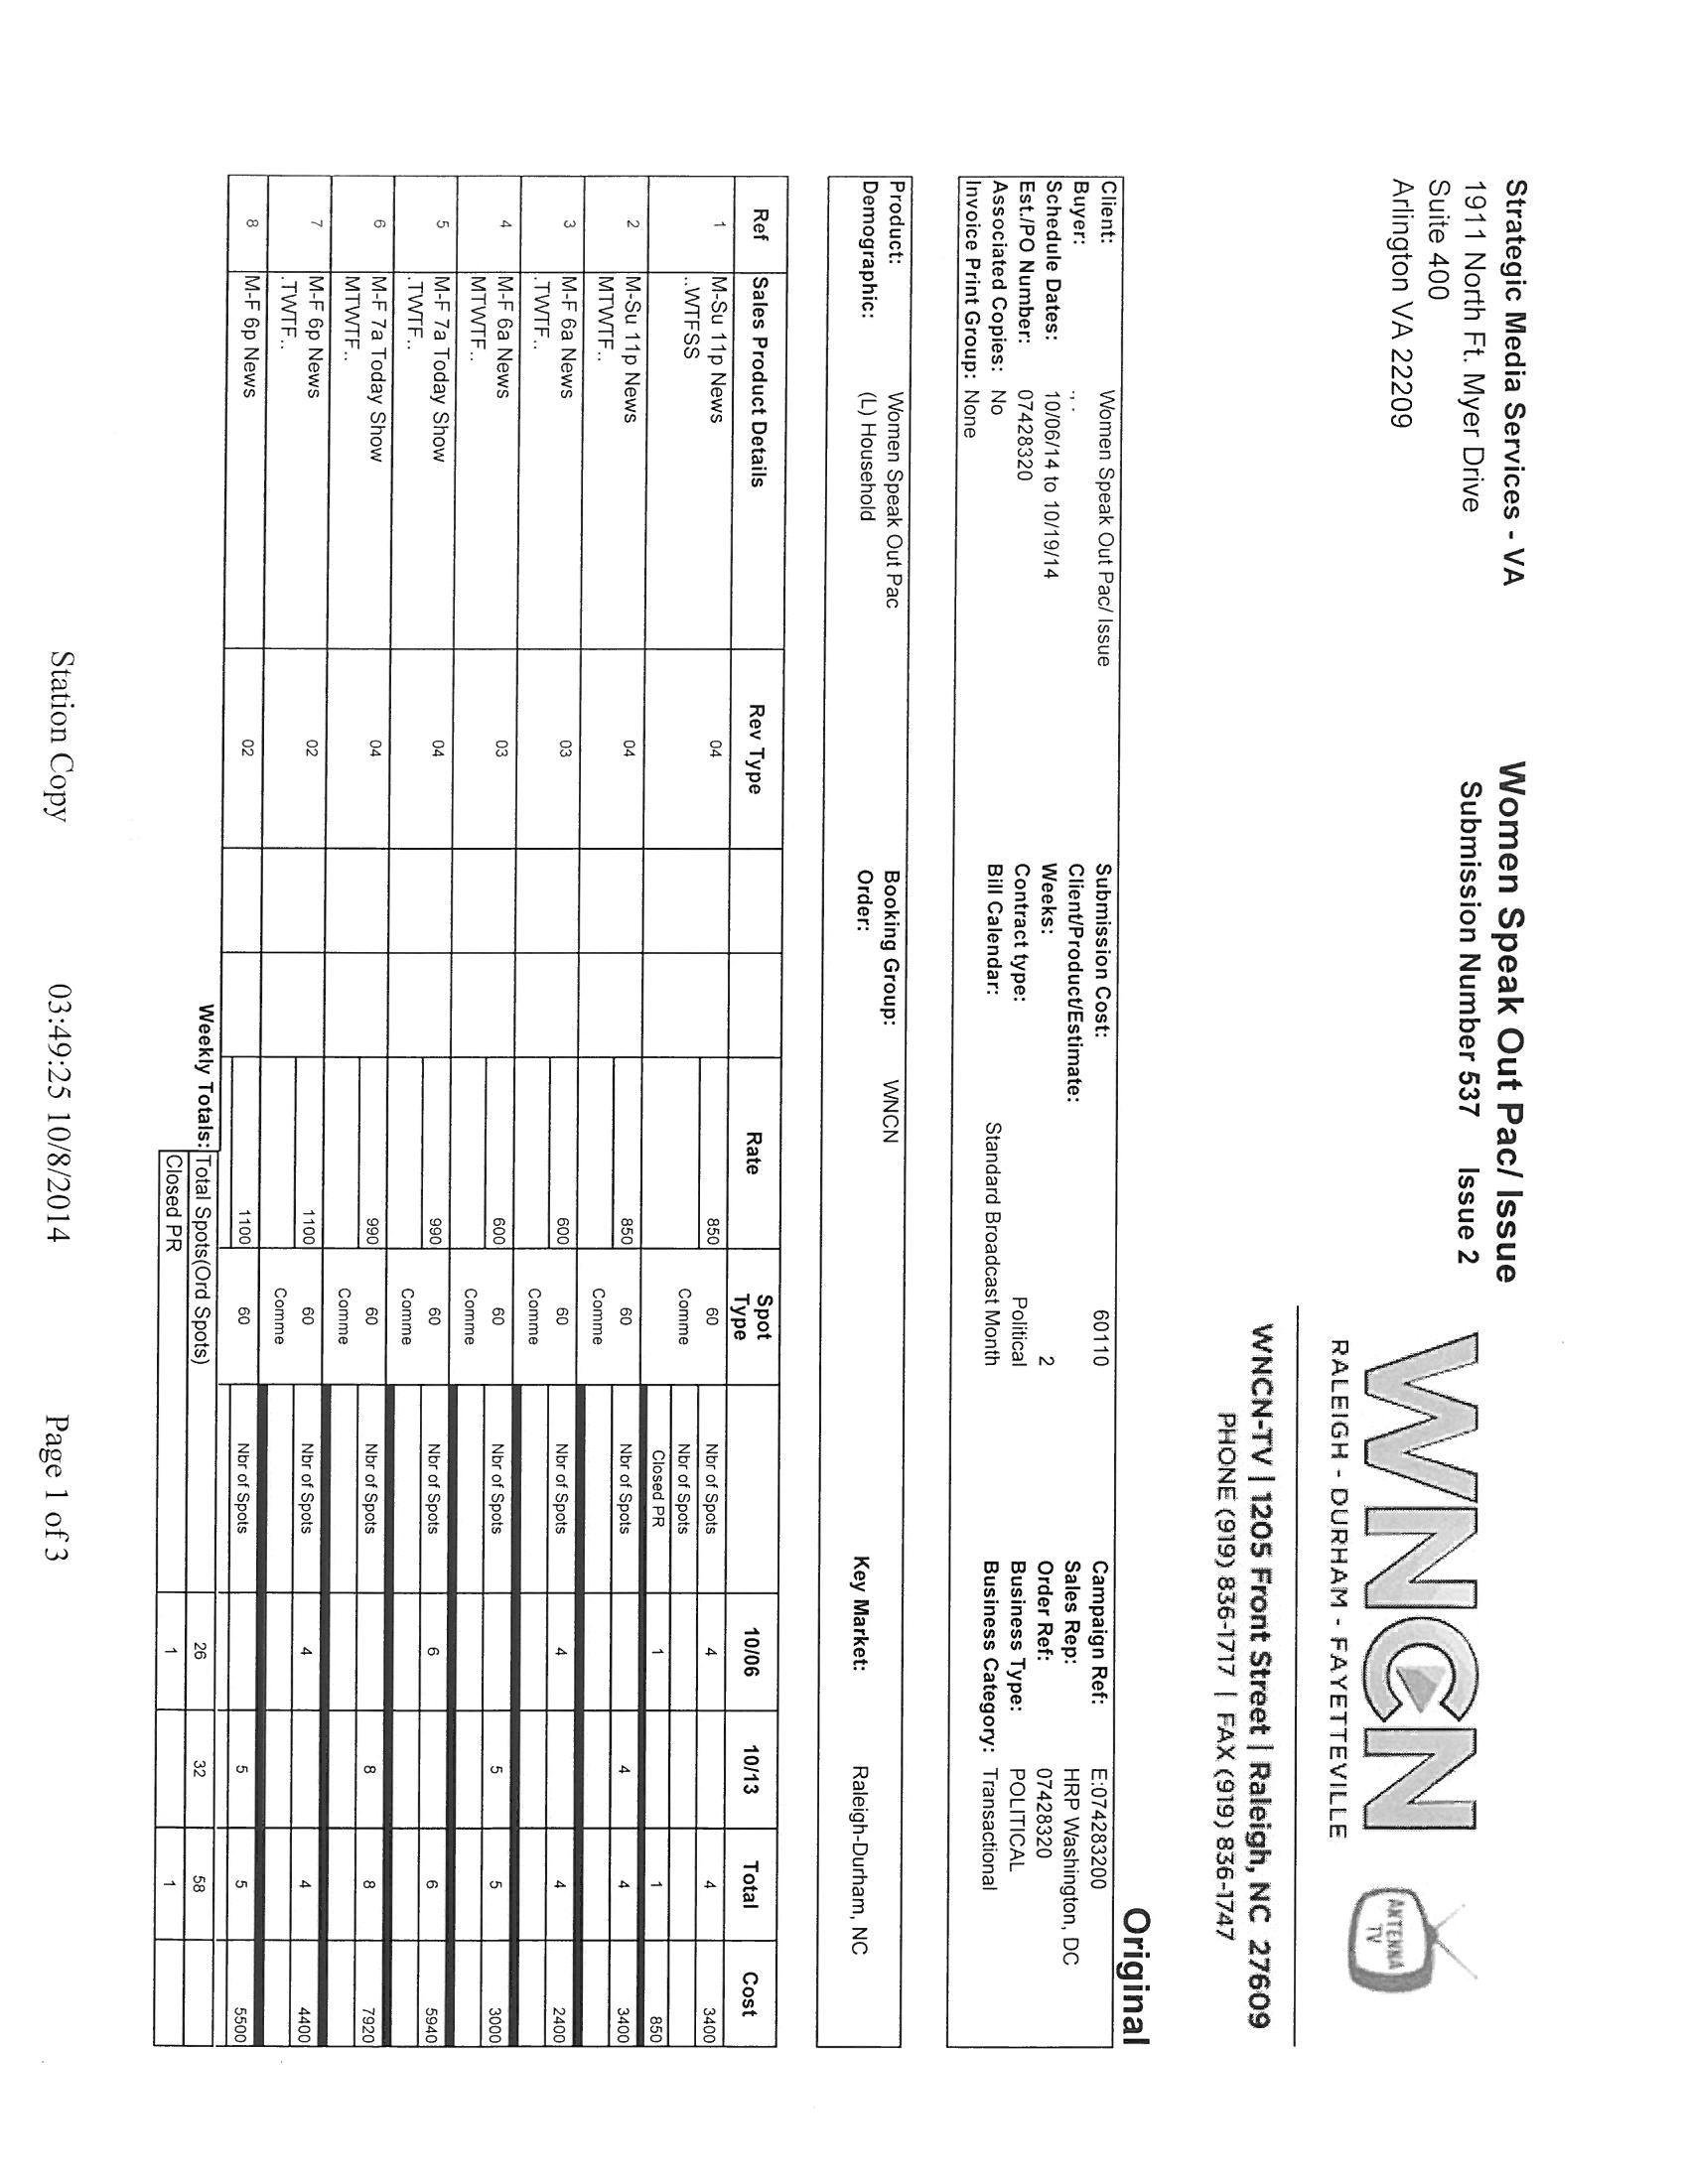 Strategic Media Services - VA
1911 North Ft. Myer Drive
Suite 400
Arlington VA 22209
Women Speak Out Pac/ Issue
Submission Number 537 Issue 2
WNCN
RALEIGH - DURHAM - FAYETTEVILLE
ANTENNA
TV
WNCN-TV | 1205 Front Street | Raleigh, NC 27609
PHONE (919) 836-1717 | FAX (919) 836-1747
Original
Client: Women Speak Out Pac/ Issue Submission Cost: 60110 Campaign Ref: E:074283200
Buyer: ., . Client/Product/Estimate: Sales Rep: HRP Washington, DC
Schedule Dates: 10/06/14 to 10/19/14 Weeks: 2 Order Ref: 07428320
Est./PO Number: 07428320 Contract type: Political Business Type: POLITICAL
Associated Copies: No Bill Calendar: Standard Broadcast Month Business Category: Transactional
Invoice Print Group: None
Product: Women Speak Out Pac Booking Group: WNCN
Demographic: (L) Household Order: Key Market: Raleigh-Durham, NC
Ref Sales Product Details Rev Type Rate Spot Type 10/06 10/13 Total Cost
1 M-Su 11p News 04 850 60 Nbr of Spots 4 4 3400
..WTFSS Comme Nbr of Spots
Closed PR 1 1 850
2 M-Su 11p News 04 850 60 Nbr of Spots 4 4 3400
MTWTF.. Comme
3 M-F 6a News 03 600 60 Nbr of Spots 4 4 2400
.TWTF.. Comme
4 M-F 6a News 03 600 60 Nbr of Spots 5 5 3000
MTWTF.. Comme
5 M-F 7a Today Show 04 990 60 Nbr of Spots 6 6 5940
.TWTF.. Comme
6 M-F 7a Today Show 04 990 60 Nbr of Spots 8 8 7920
MTWTF.. Comme
7 M-F 6p News 02 1100 60 Nbr of Spots 4 4 4400
.TWTF.. Comme
8 M-F 6p News 02 1100 60 Nbr of Spots 5 5 5500
Weekly Totals: Total Spots(Ord Spots) 26 32 58
Closed PR 1 1
Station Copy 03:49:25 10/8/2014 Page 1 of 3